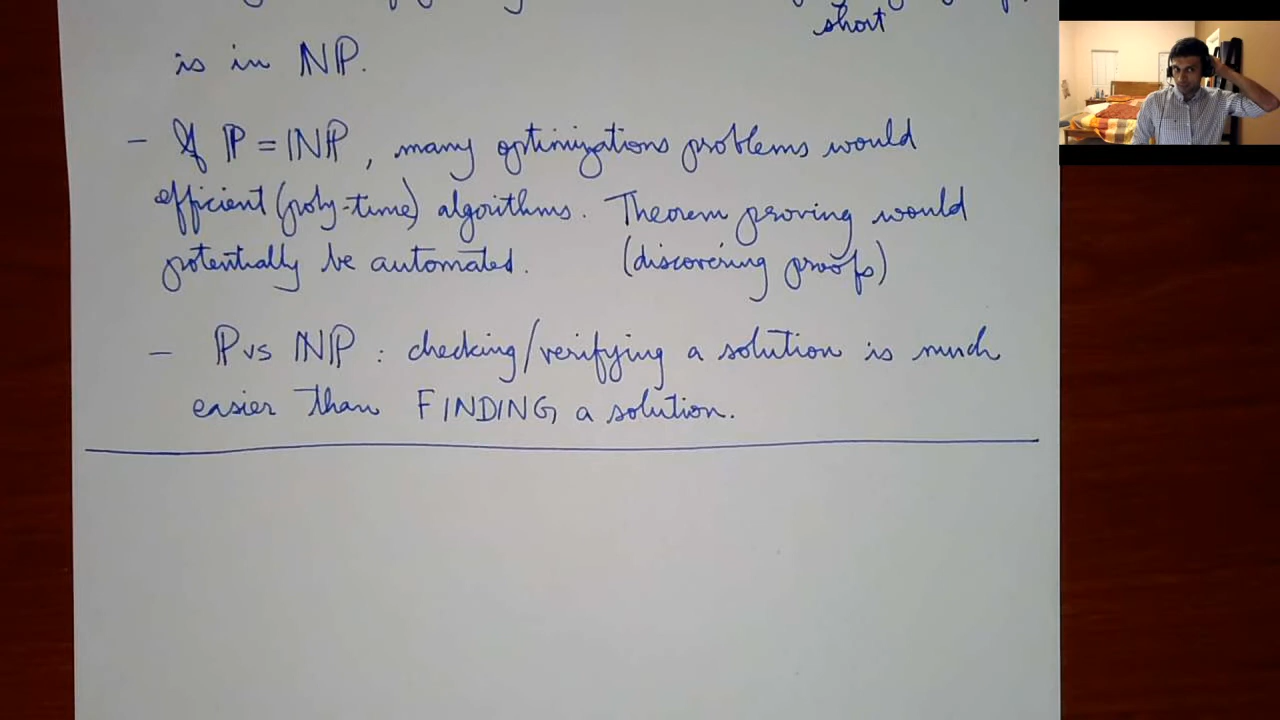 short
is in NP.
- If P = NP, many optimizations problems would
efficient (poly-time) algorithms. Theorem proving would
potentially be automated. (discovering proofs)
- P vs NP : checking/verifying a solution is much
easier than FINDING a solution.